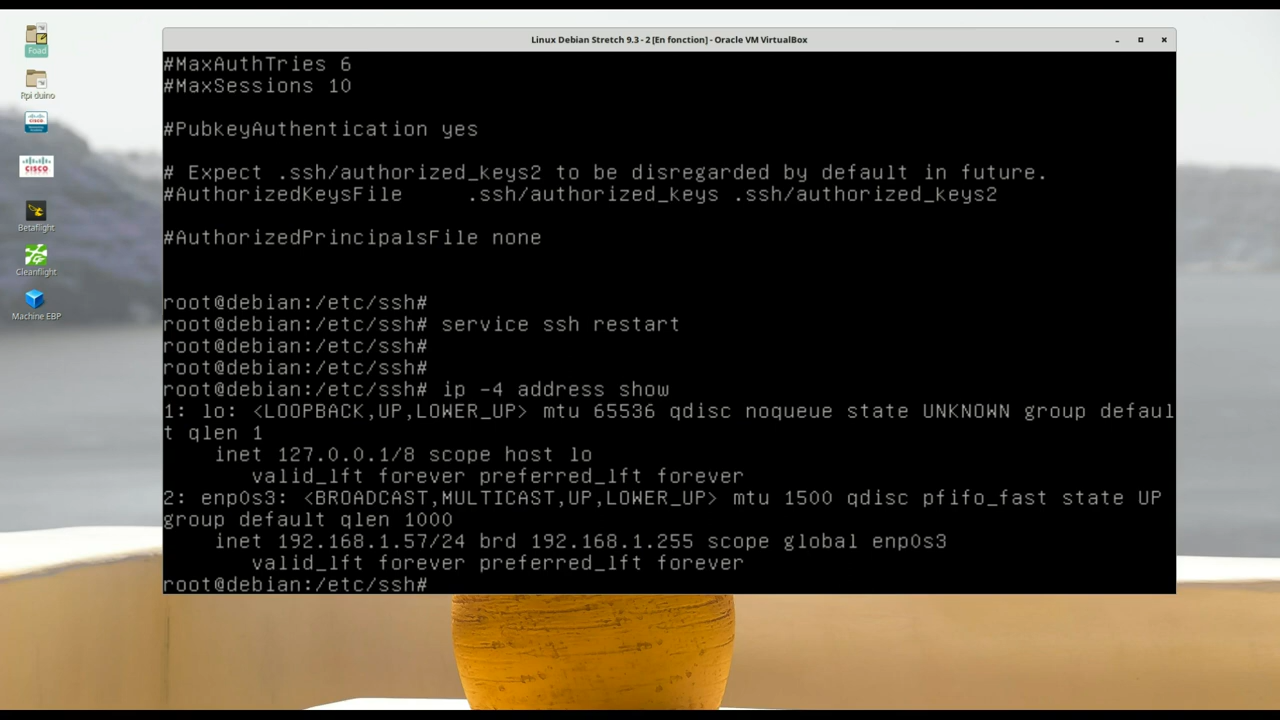 Linux Debian Stretch 9.3 - 2 [En fonction] - Oracle VM VirtualBox
Foad
Rpi duino
CISCO
CISCO
Betaflight
Cleanflight
Machine EBP
#MaxAuthTries 6
#MaxSessions 10
#PubkeyAuthentication yes
# Expect .ssh/authorized_keys2 to be disregarded by default in future.
#AuthorizedKeysFile     .ssh/authorized_keys .ssh/authorized_keys2
#AuthorizedPrincipalsFile none
root@debian:/etc/ssh#
root@debian:/etc/ssh# service ssh restart
root@debian:/etc/ssh#
root@debian:/etc/ssh#
root@debian:/etc/ssh# ip -4 address show
1: lo: <LOOPBACK,UP,LOWER_UP> mtu 65536 qdisc noqueue state UNKNOWN group defaul
t qlen 1
    inet 127.0.0.1/8 scope host lo
       valid_lft forever preferred_lft forever
2: enp0s3: <BROADCAST,MULTICAST,UP,LOWER_UP> mtu 1500 qdisc pfifo_fast state UP
group default qlen 1000
    inet 192.168.1.57/24 brd 192.168.1.255 scope global enp0s3
       valid_lft forever preferred_lft forever
root@debian:/etc/ssh#